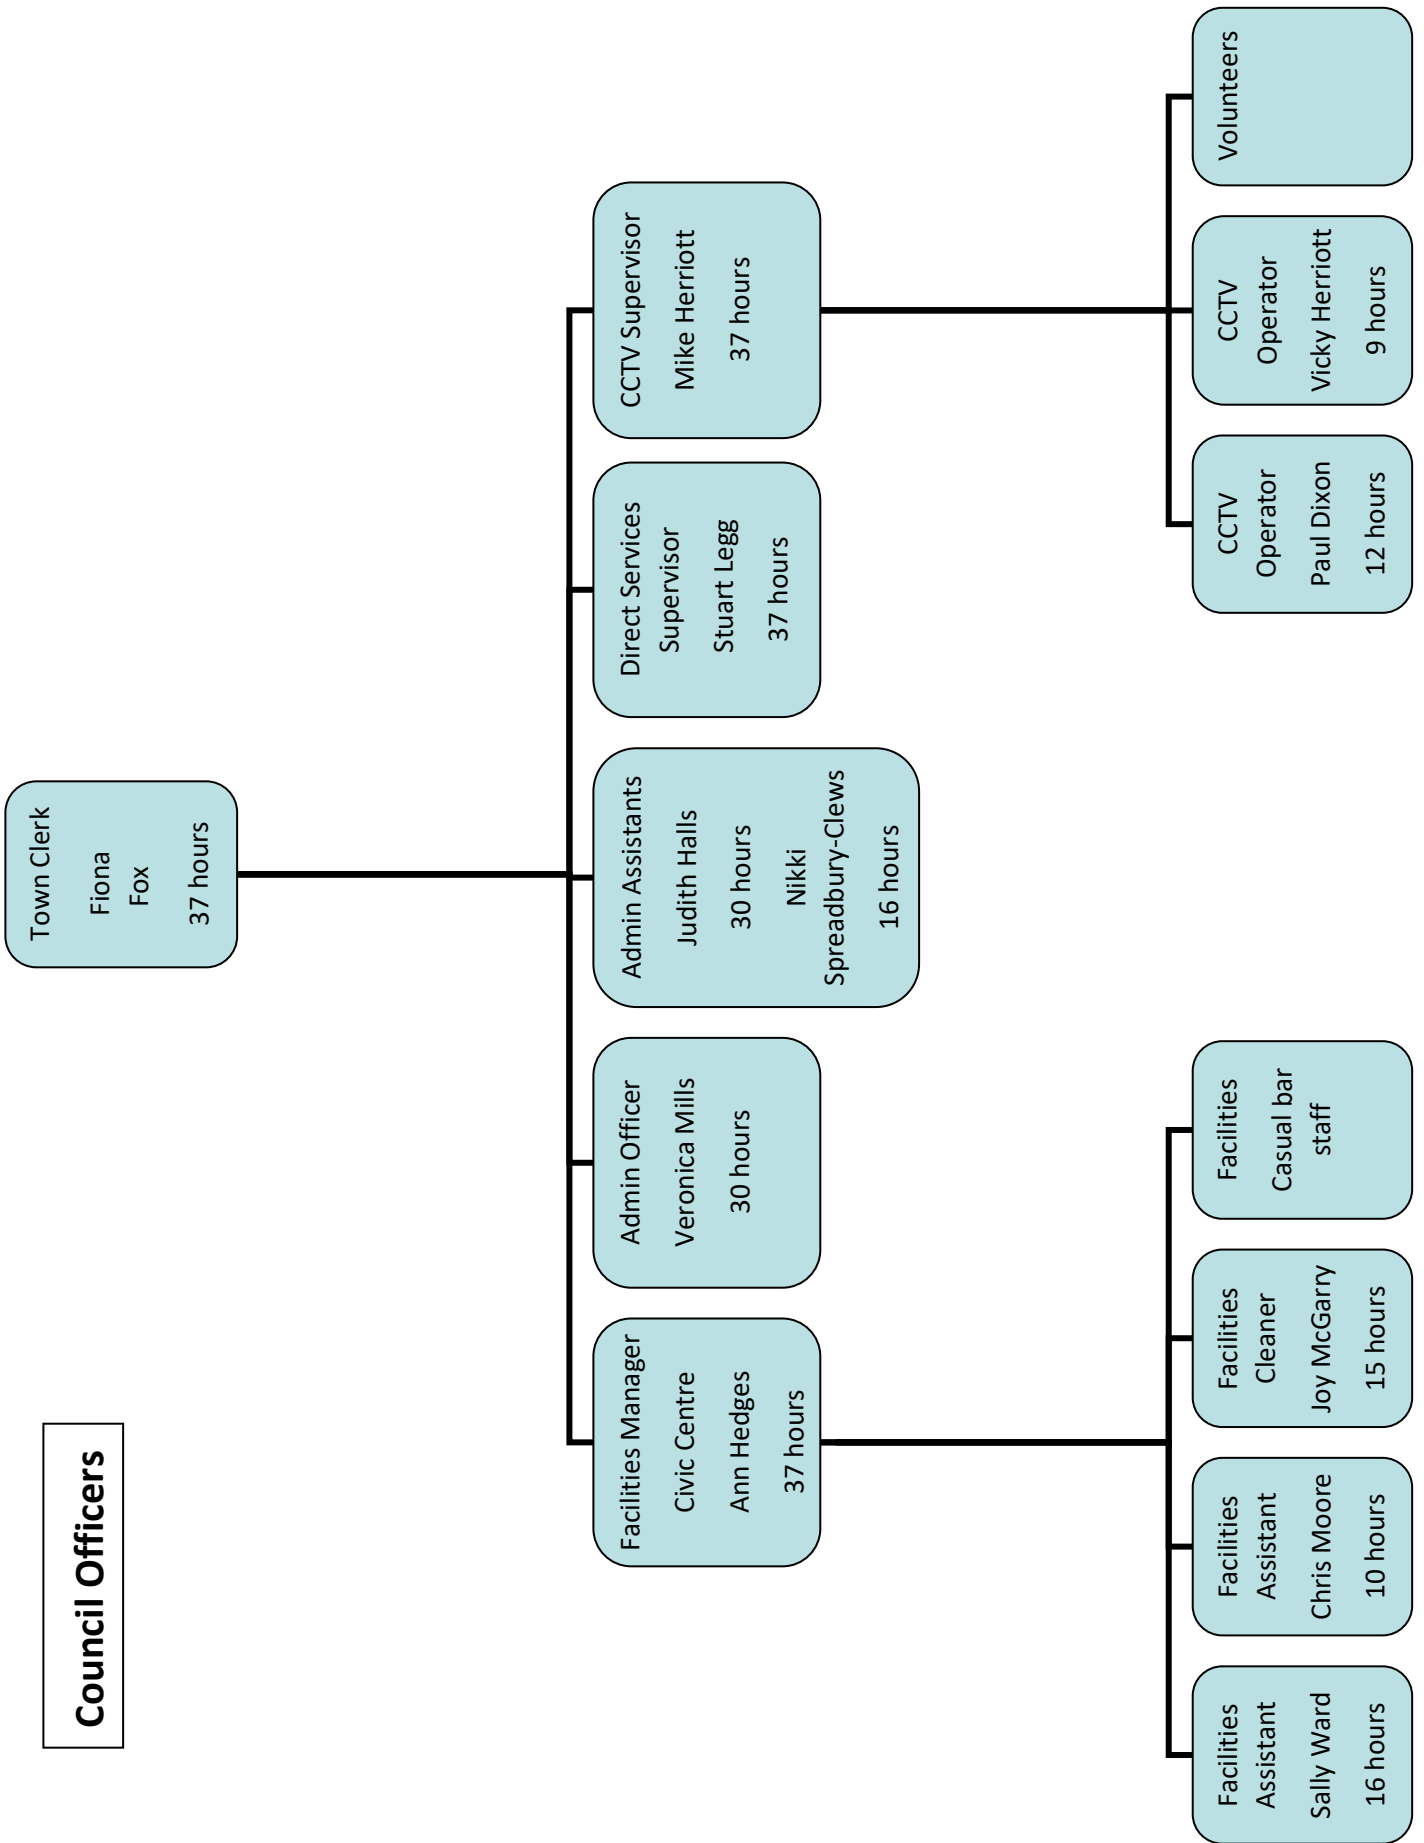 Council Officers
Town Clerk
Fiona
Fox
37 hours
Facilities Manager
Civic Centre
Ann Hedges
37 hours
Admin Officer
Veronica Mills
30 hours
Admin Assistants
Judith Halls
30 hours
Nikki
Spreadbury-Clews
16 hours
Direct Services
Supervisor
Stuart Legg
37 hours
CCTV Supervisor
Mike Herriott
37 hours
Facilities
Assistant
Sally Ward
16 hours
Facilities
Assistant
Chris Moore
10 hours
Facilities
Cleaner
Joy McGarry
15 hours
Facilities
Casual bar
staff
CCTV
Operator
Paul Dixon
12 hours
CCTV
Operator
Vicky Herriott
9 hours
Volunteers